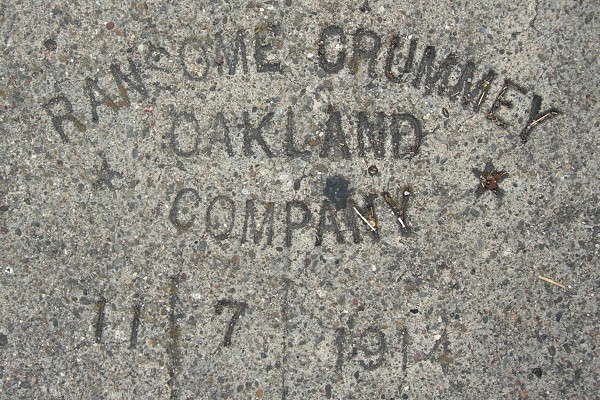 RANSOME CRUMMEY
OAKLAND
COMPANY
11 7 1914